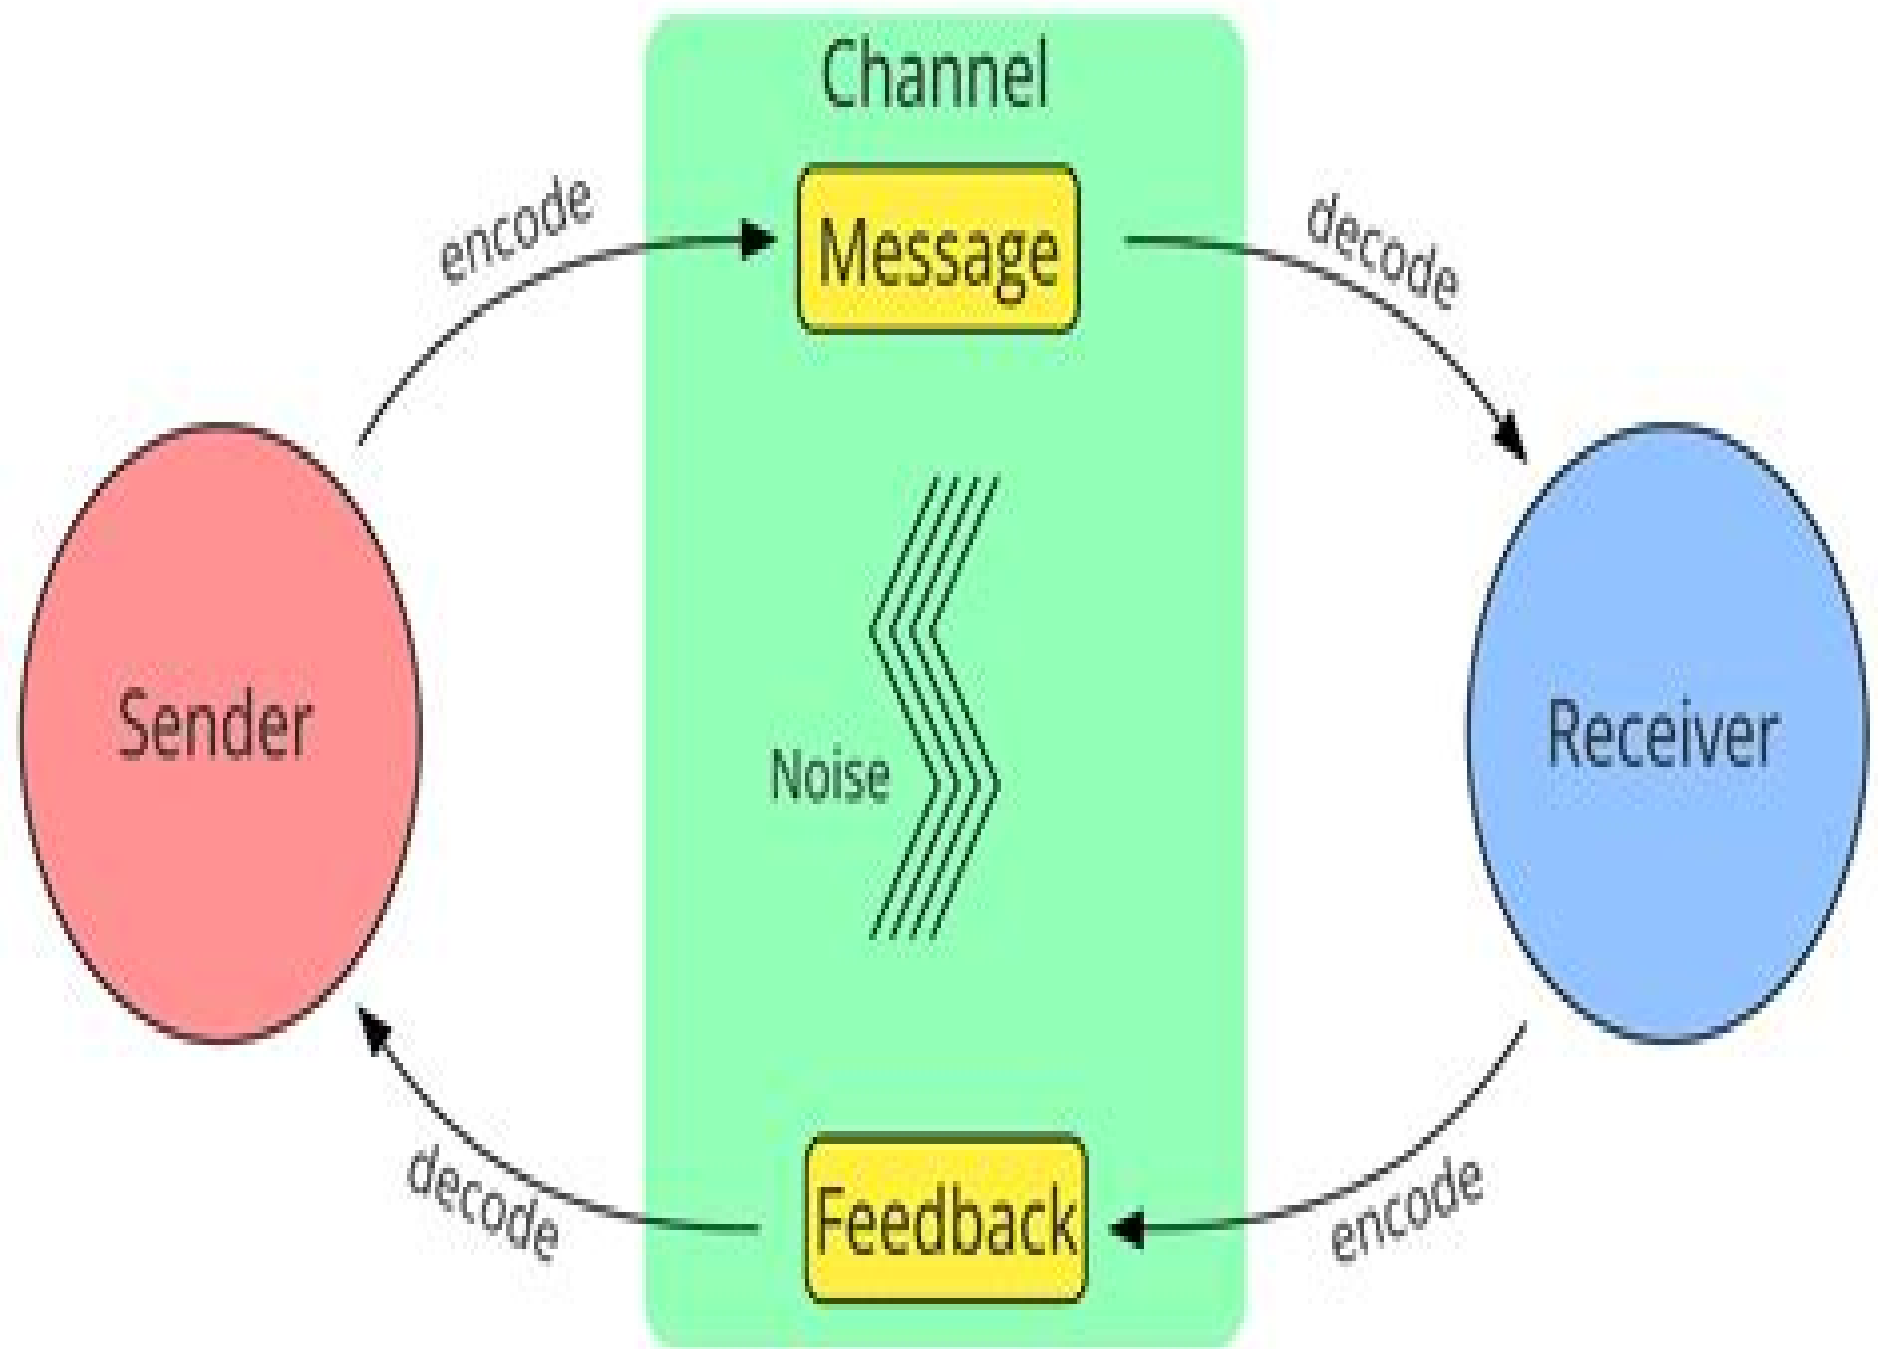 Channel
encode
Message
decode
Sender
Noise
Receiver
decode
Feedback
encode